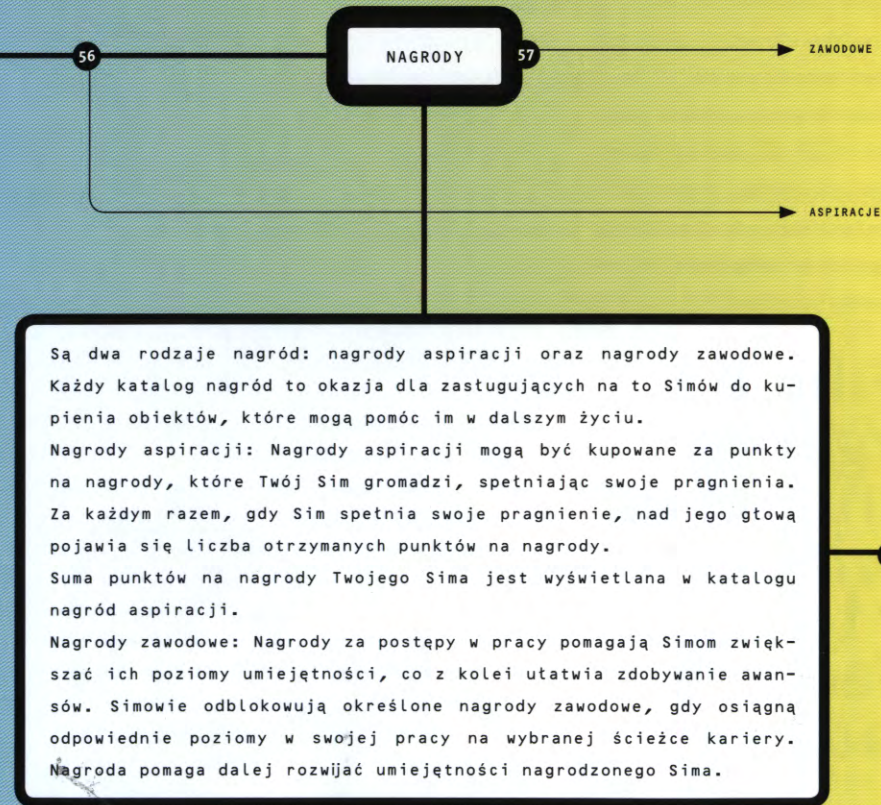 56
NAGRODY
57
ZAWODOWE
ASPIRACJE
Są dwa rodzaje nagród: nagrody aspiracji oraz nagrody zawodowe.
Każdy katalog nagród to okazja dla zasługujących na to Simów do ku-
pienia obiektów, które mogą pomóc im w dalszym życiu.
Nagrody aspiracji: Nagrody aspiracji mogą być kupowane za punkty
na nagrody, które Twój Sim gromadzi, spełniając swoje pragnienia.
Za każdym razem, gdy Sim spełnia swoje pragnienie, nad jego głową
pojawia się liczba otrzymanych punktów na nagrody.
Suma punktów na nagrody Twojego Sima jest wyświetlana w katalogu
nagród aspiracji.
Nagrody zawodowe: Nagrody za postępy w pracy pomagają Simom zwięk-
szać ich poziomy umiejętności, co z kolei ułatwia zdobywanie awan-
sów. Simowie odblokowują określone nagrody zawodowe, gdy osiągną
odpowiednie poziomy w swojej pracy na wybranej ścieżce kariery.
Nagroda pomaga dalej rozwijać umiejętności nagrodzonego Sima.